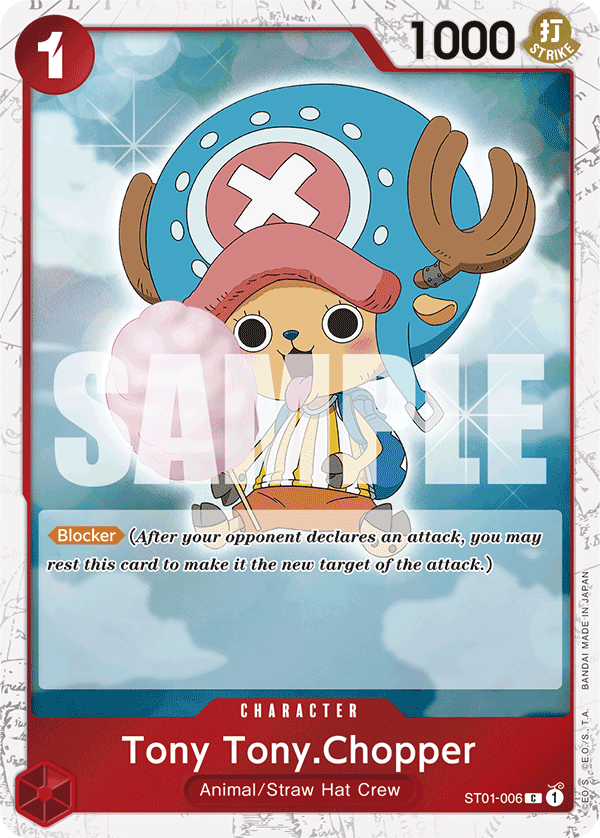 1
1000
打
STRIKE
SAMPLE
Blocker (After your opponent declares an attack, you may
rest this card to make it the new target of the attack.)
CHARACTER
Tony Tony.Chopper
Animal/Straw Hat Crew
ST01-006 C 1
©E.O./S. ©E.O./S.,T.A. BANDAI MADE IN JAPAN